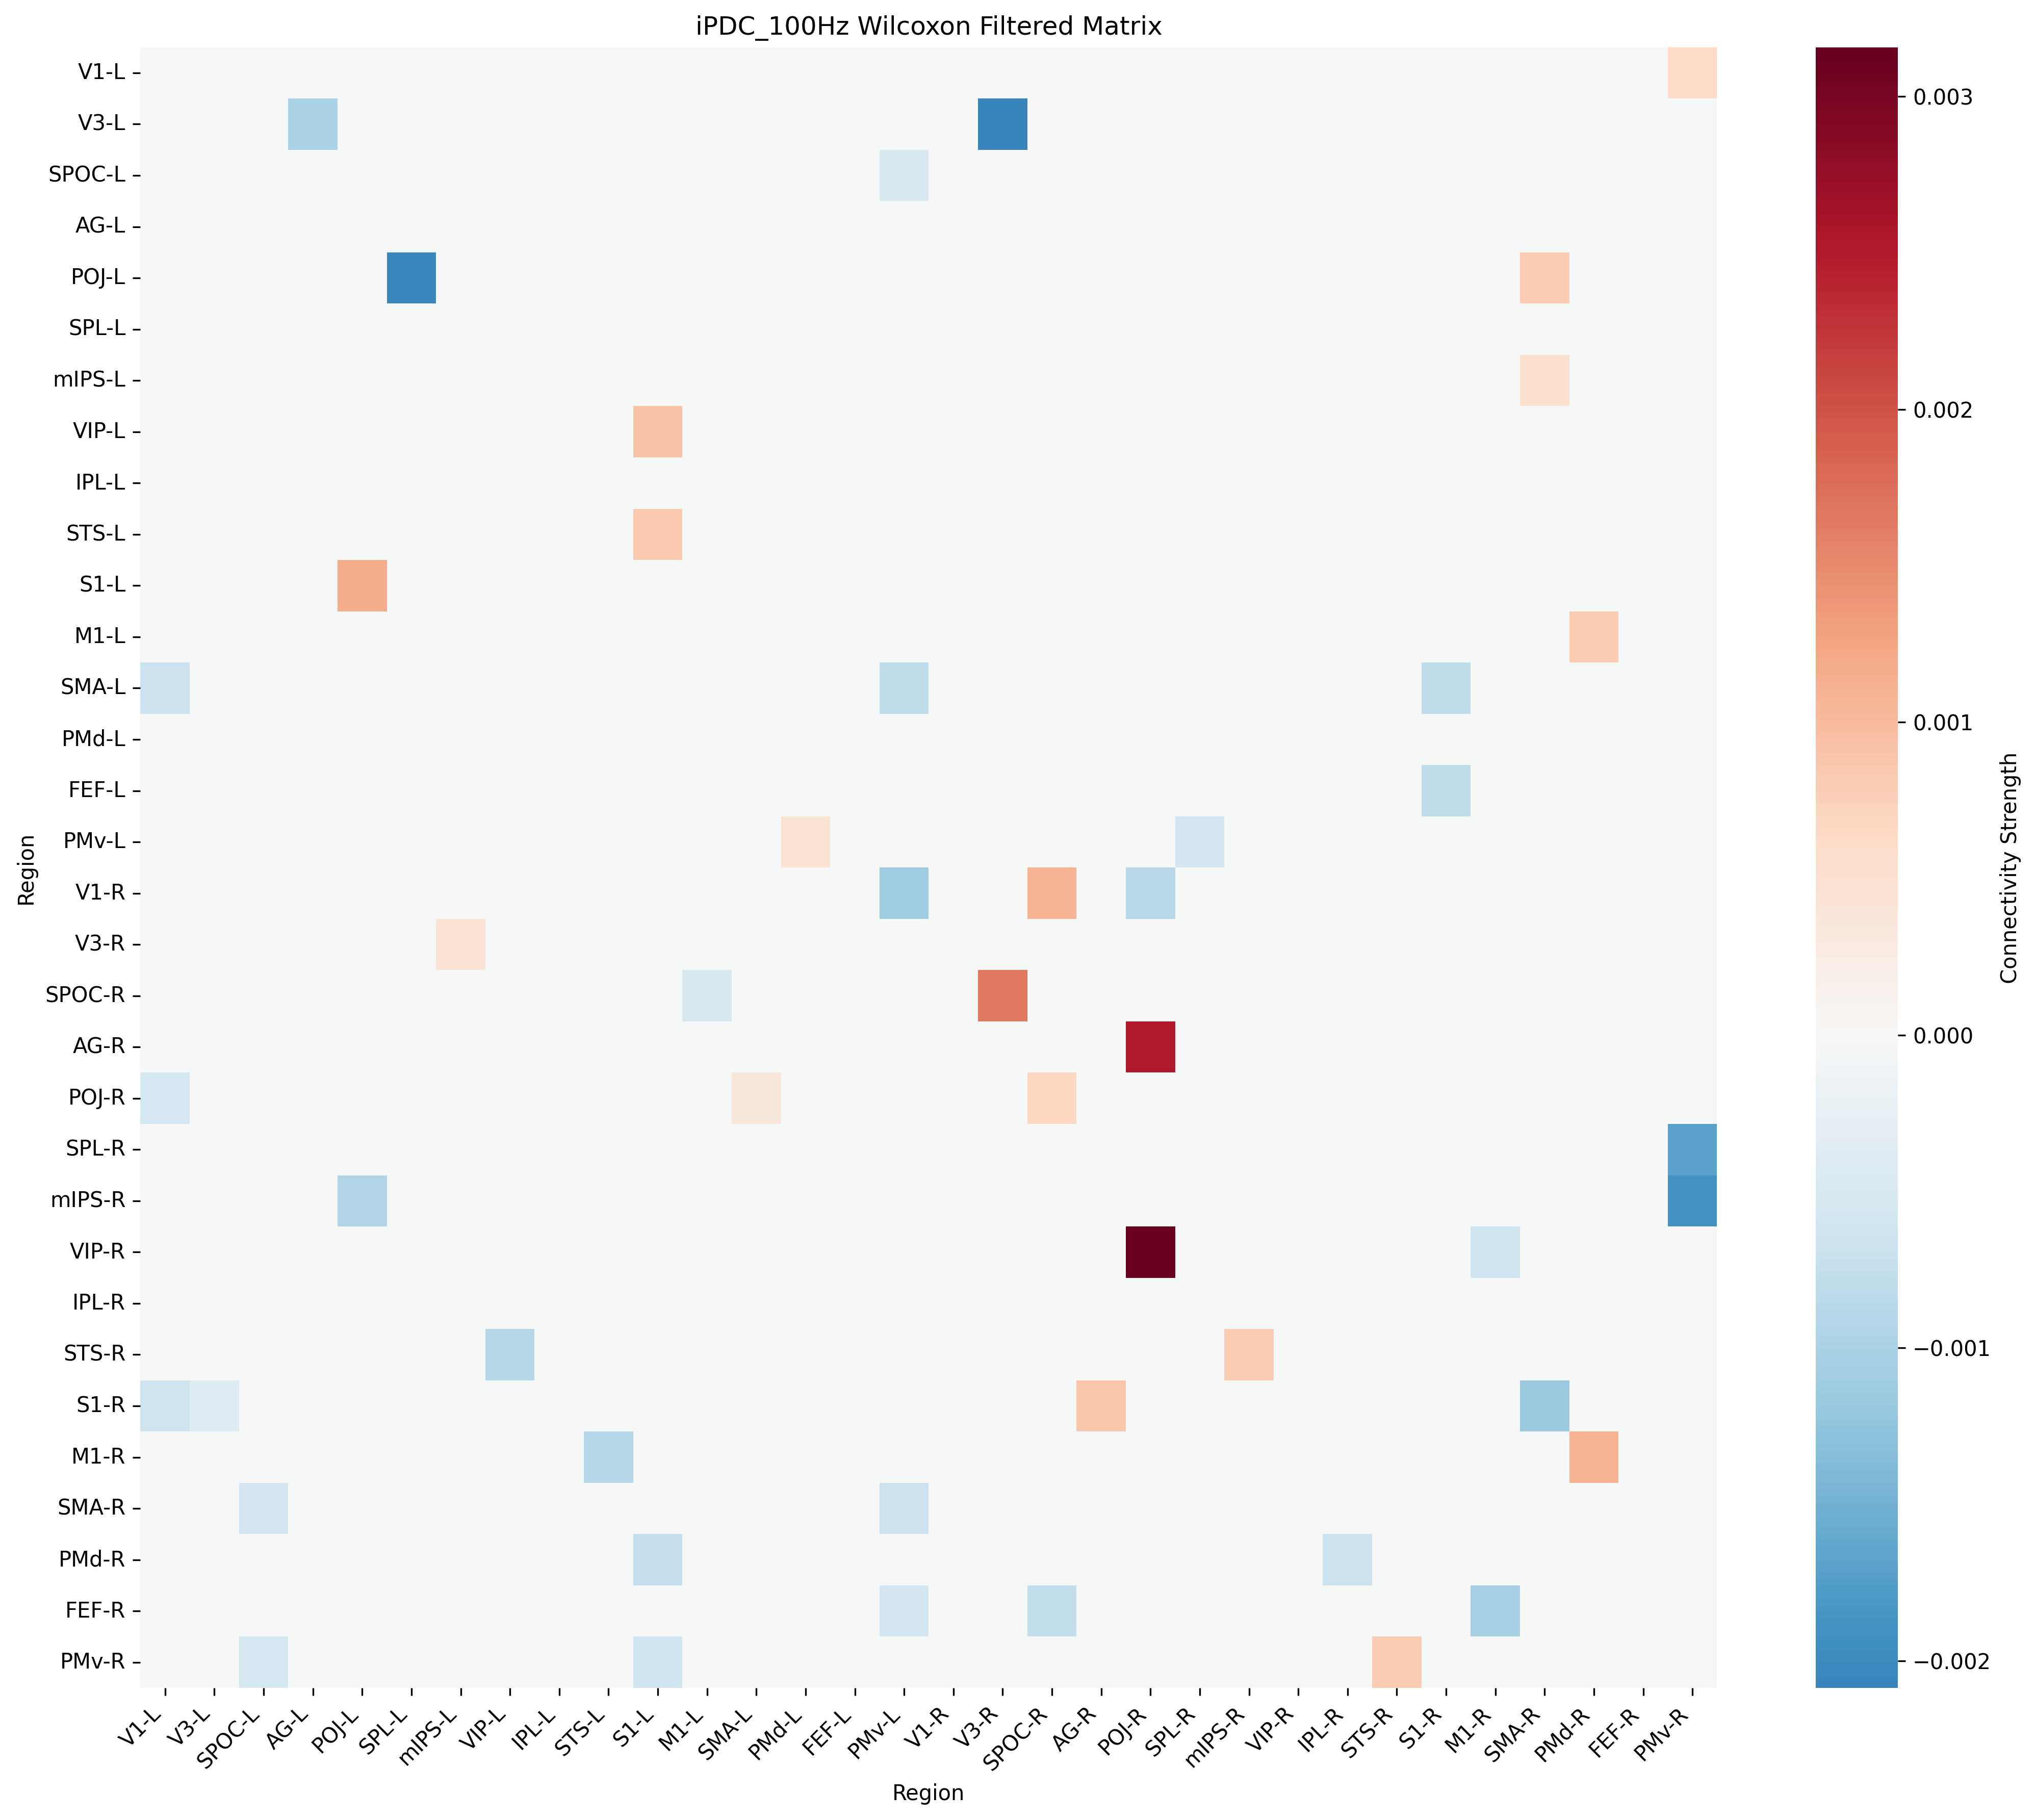 iPDC_100Hz Wilcoxon Filtered Matrix
V1-L
V3-L
SPOC-L
AG-L
POJ-L
SPL-L
mIPS-L
VIP-L
IPL-L
STS-L
S1-L
M1-L
SMA-L
PMd-L
FEF-L
PMv-L
V1-R
V3-R
SPOC-R
AG-R
POJ-R
SPL-R
mIPS-R
VIP-R
IPL-R
STS-R
S1-R
M1-R
SMA-R
PMd-R
FEF-R
PMv-R
Region
V1-L
V3-L
SPOC-L
AG-L
POJ-L
SPL-L
mIPS-L
VIP-L
IPL-L
STS-L
S1-L
M1-L
SMA-L
PMd-L
FEF-L
PMv-L
V1-R
V3-R
SPOC-R
AG-R
POJ-R
SPL-R
mIPS-R
VIP-R
IPL-R
STS-R
S1-R
M1-R
SMA-R
PMd-R
FEF-R
PMv-R
Region
0.003
0.002
0.001
0.000
−0.001
−0.002
Connectivity Strength